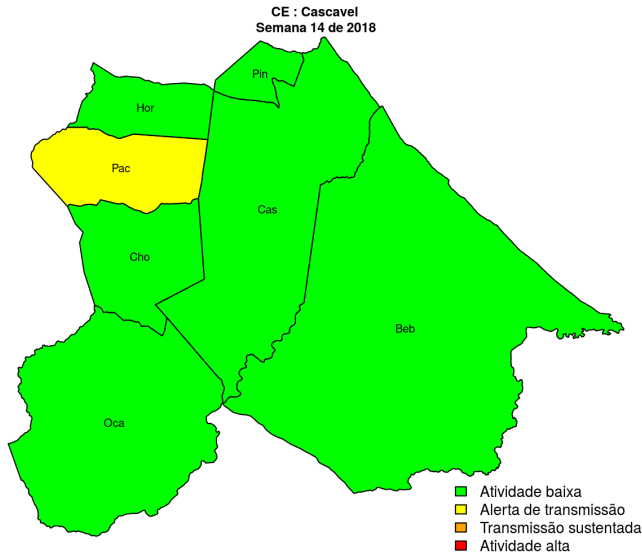 CE : Cascavel
Semana 14 de 2018
Pin
Hor
Pac
Cas
Cho
Beb
Oca
Atividade baixa
Alerta de transmissão
Transmissão sustentada
Atividade alta